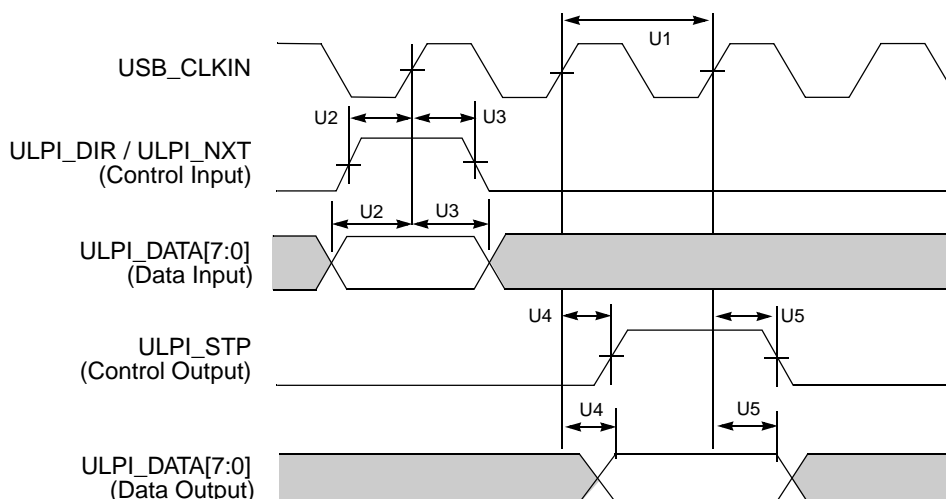 U1
USB_CLKIN
U2
U3
ULPI_DIR / ULPI_NXT
(Control Input)
U2
U3
ULPI_DATA[7:0]
(Data Input)
U4
U5
ULPI_STP
(Control Output)
U4
U5
ULPI_DATA[7:0]
(Data Output)